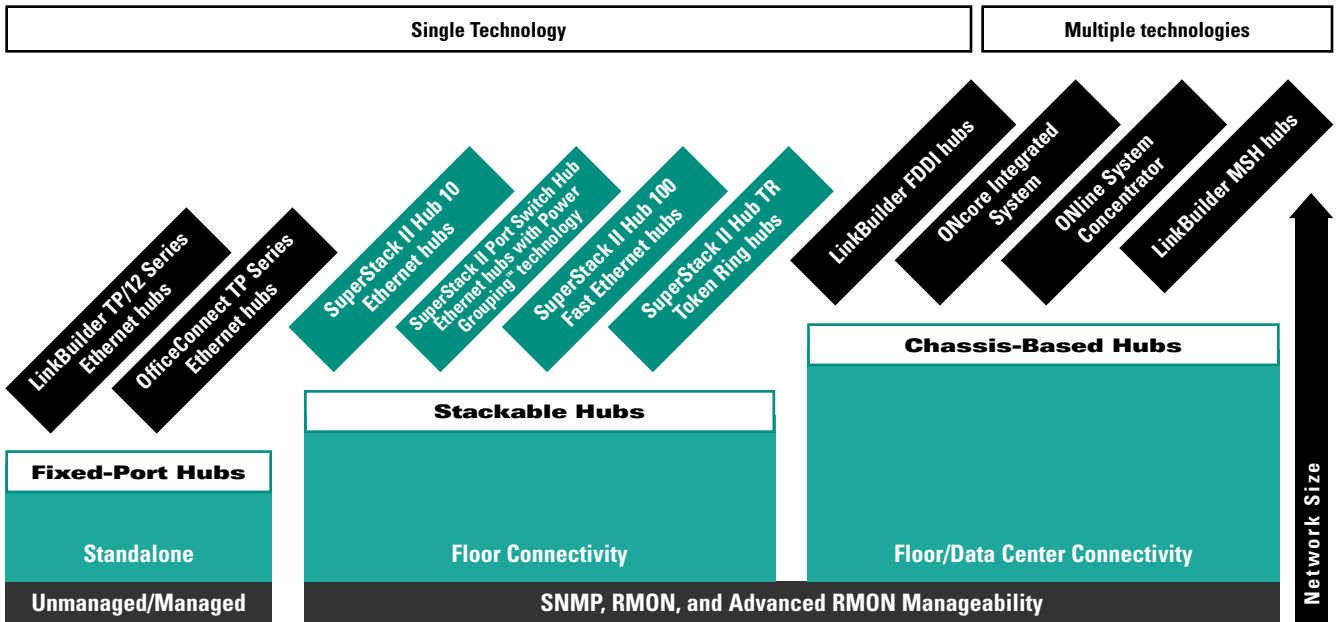 Single Technology
Multiple technologies
LinkBuilder TP/12 Series
Ethernet hubs
OfficeConnect TP Series
Ethernet hubs
SuperStack II Hub 10
Ethernet hubs
SuperStack II Port Switch Hub
Ethernet hubs with Power
Grouping™ technology
SuperStack II Hub 100
Fast Ethernet hubs
SuperStack II Hub TR
Token Ring hubs
LinkBuilder FDDI hubs
ONcore Integrated
System
ONline System
Concentrator
LinkBuilder MSH hubs
Fixed-Port Hubs
Stackable Hubs
Chassis-Based Hubs
Standalone
Floor Connectivity
Floor/Data Center Connectivity
Unmanaged/Managed
SNMP, RMON, and Advanced RMON Manageability
Network Size